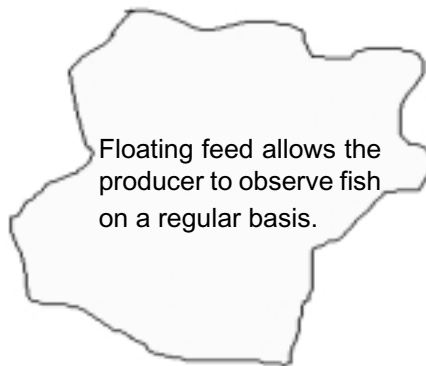 Floating feed allows the
producer to observe fish
on a regular basis.